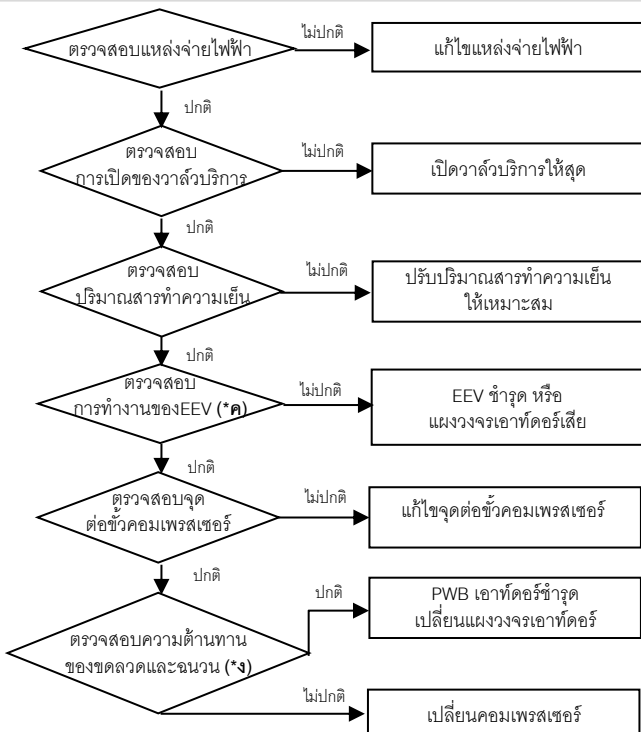 ตรวจสอบแหล่งจ่ายไฟฟ้า
ไม่ปกติ
แก้ไขแหล่งจ่ายไฟฟ้า
ปกติ
ตรวจสอบ
การเปิดของวาล์วบริการ
ไม่ปกติ
เปิดวาล์วบริการให้สุด
ปกติ
ตรวจสอบ
ปริมาณสารทำความเย็น
ไม่ปกติ
ปรับปริมาณสารทำความเย็น
ให้เหมาะสม
ปกติ
ตรวจสอบ
การทำงานของEEV (*ค)
ไม่ปกติ
EEV ชำรุด หรือ
แผงวงจรเอาท์ดอร์เสีย
ปกติ
ตรวจสอบจุด
ต่อขั้วคอมเพรสเซอร์
ไม่ปกติ
แก้ไขจุดต่อขั้วคอมเพรสเซอร์
ปกติ
ตรวจสอบความต้านทาน
ของขดลวดและฉนวน (*ง)
ปกติ
PWB เอาท์ดอร์ชำรุด
เปลี่ยนแผงวงจรเอาท์ดอร์
ไม่ปกติ
เปลี่ยนคอมเพรสเซอร์